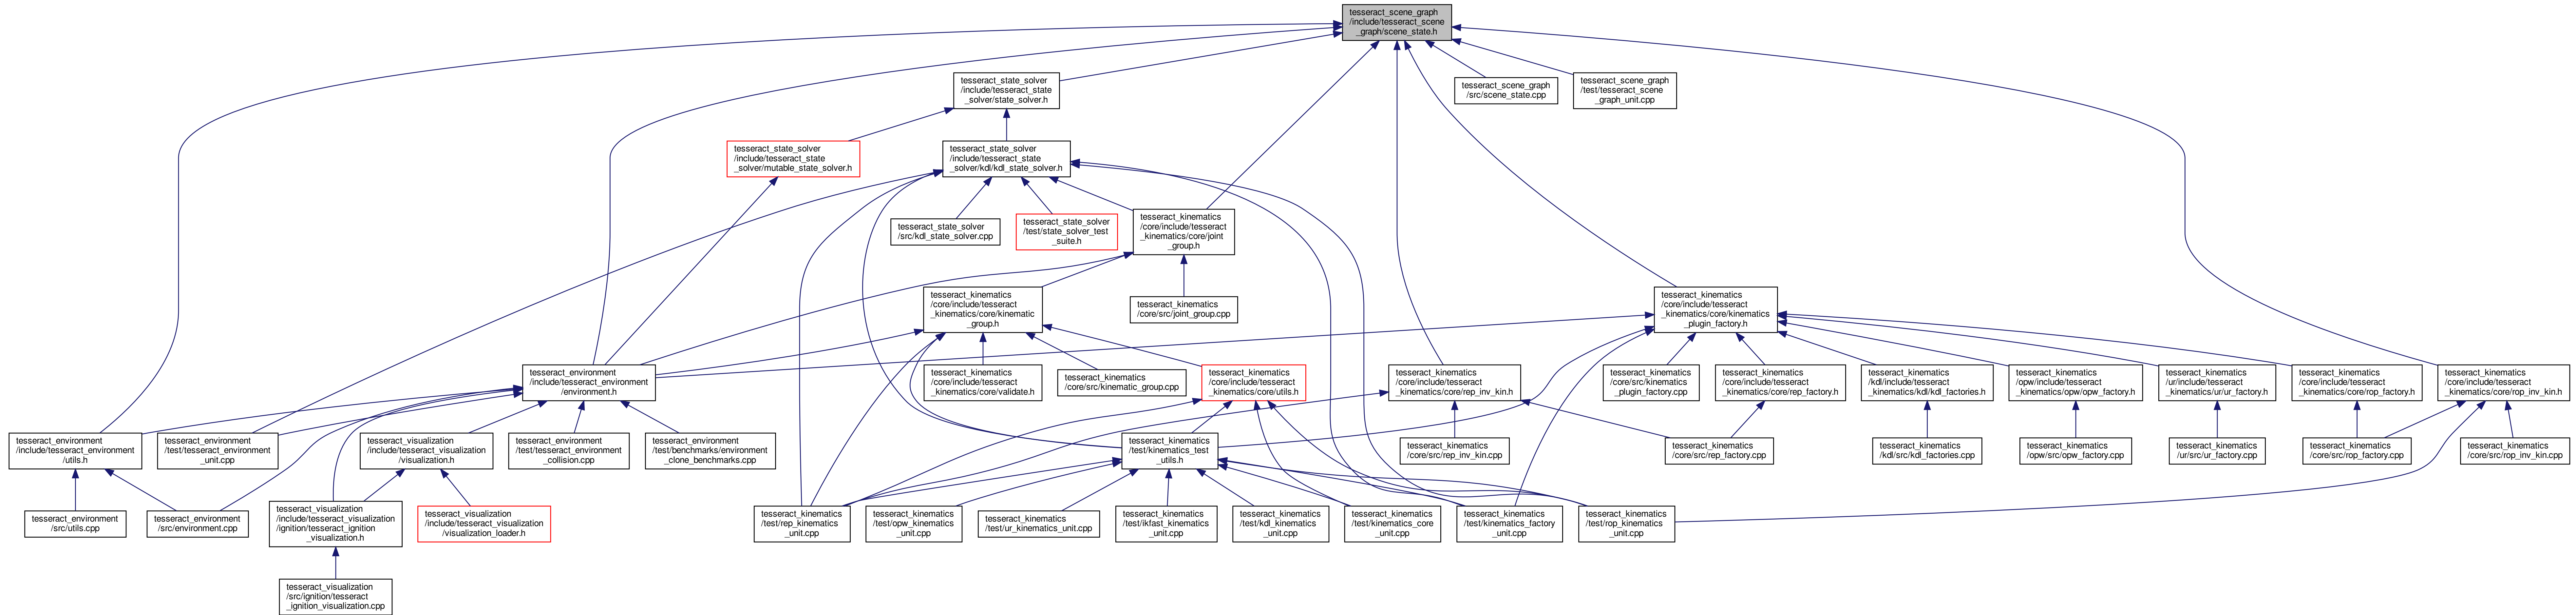 tesseract_scene_graph
/include/tesseract_scene
_graph/scene_state.h
tesseract_state_solver
/include/tesseract_state
_solver/state_solver.h
tesseract_scene_graph
/src/scene_state.cpp
tesseract_scene_graph
/test/tesseract_scene
_graph_unit.cpp
tesseract_state_solver
/include/tesseract_state
_solver/mutable_state_solver.h
tesseract_state_solver
/include/tesseract_state
_solver/kdl/kdl_state_solver.h
tesseract_state_solver
/src/kdl_state_solver.cpp
tesseract_state_solver
/test/state_solver_test
_suite.h
tesseract_kinematics
/core/include/tesseract
_kinematics/core/joint
_group.h
tesseract_kinematics
/core/include/tesseract
_kinematics/core/kinematic
_group.h
tesseract_kinematics
/core/src/joint_group.cpp
tesseract_kinematics
/core/include/tesseract
_kinematics/core/kinematics
_plugin_factory.h
tesseract_environment
/include/tesseract_environment
/environment.h
tesseract_kinematics
/core/include/tesseract
_kinematics/core/validate.h
tesseract_kinematics
/core/src/kinematic_group.cpp
tesseract_kinematics
/core/include/tesseract
_kinematics/core/utils.h
tesseract_kinematics
/core/include/tesseract
_kinematics/core/rep_inv_kin.h
tesseract_kinematics
/core/src/kinematics
_plugin_factory.cpp
tesseract_kinematics
/core/include/tesseract
_kinematics/core/rep_factory.h
tesseract_kinematics
/kdl/include/tesseract
_kinematics/kdl/kdl_factories.h
tesseract_kinematics
/opw/include/tesseract
_kinematics/opw/opw_factory.h
tesseract_kinematics
/ur/include/tesseract
_kinematics/ur/ur_factory.h
tesseract_kinematics
/core/include/tesseract
_kinematics/core/rop_factory.h
tesseract_kinematics
/core/include/tesseract
_kinematics/core/rop_inv_kin.h
tesseract_environment
/include/tesseract_environment
/utils.h
tesseract_environment
/test/tesseract_environment
_unit.cpp
tesseract_visualization
/include/tesseract_visualization
/visualization.h
tesseract_environment
/test/tesseract_environment
_collision.cpp
tesseract_environment
/test/benchmarks/environment
_clone_benchmarks.cpp
tesseract_kinematics
/test/kinematics_test
_utils.h
tesseract_kinematics
/core/src/rep_inv_kin.cpp
tesseract_kinematics
/core/src/rep_factory.cpp
tesseract_kinematics
/kdl/src/kdl_factories.cpp
tesseract_kinematics
/opw/src/opw_factory.cpp
tesseract_kinematics
/ur/src/ur_factory.cpp
tesseract_kinematics
/core/src/rop_factory.cpp
tesseract_kinematics
/core/src/rop_inv_kin.cpp
tesseract_environment
/src/utils.cpp
tesseract_environment
/src/environment.cpp
tesseract_visualization
/include/tesseract_visualization
/ignition/tesseract_ignition
_visualization.h
tesseract_visualization
/include/tesseract_visualization
/visualization_loader.h
tesseract_kinematics
/test/rep_kinematics
_unit.cpp
tesseract_kinematics
/test/opw_kinematics
_unit.cpp
tesseract_kinematics
/test/ur_kinematics_unit.cpp
tesseract_kinematics
/test/ikfast_kinematics
_unit.cpp
tesseract_kinematics
/test/kdl_kinematics
_unit.cpp
tesseract_kinematics
/test/kinematics_core
_unit.cpp
tesseract_kinematics
/test/kinematics_factory
_unit.cpp
tesseract_kinematics
/test/rop_kinematics
_unit.cpp
tesseract_visualization
/src/ignition/tesseract
_ignition_visualization.cpp